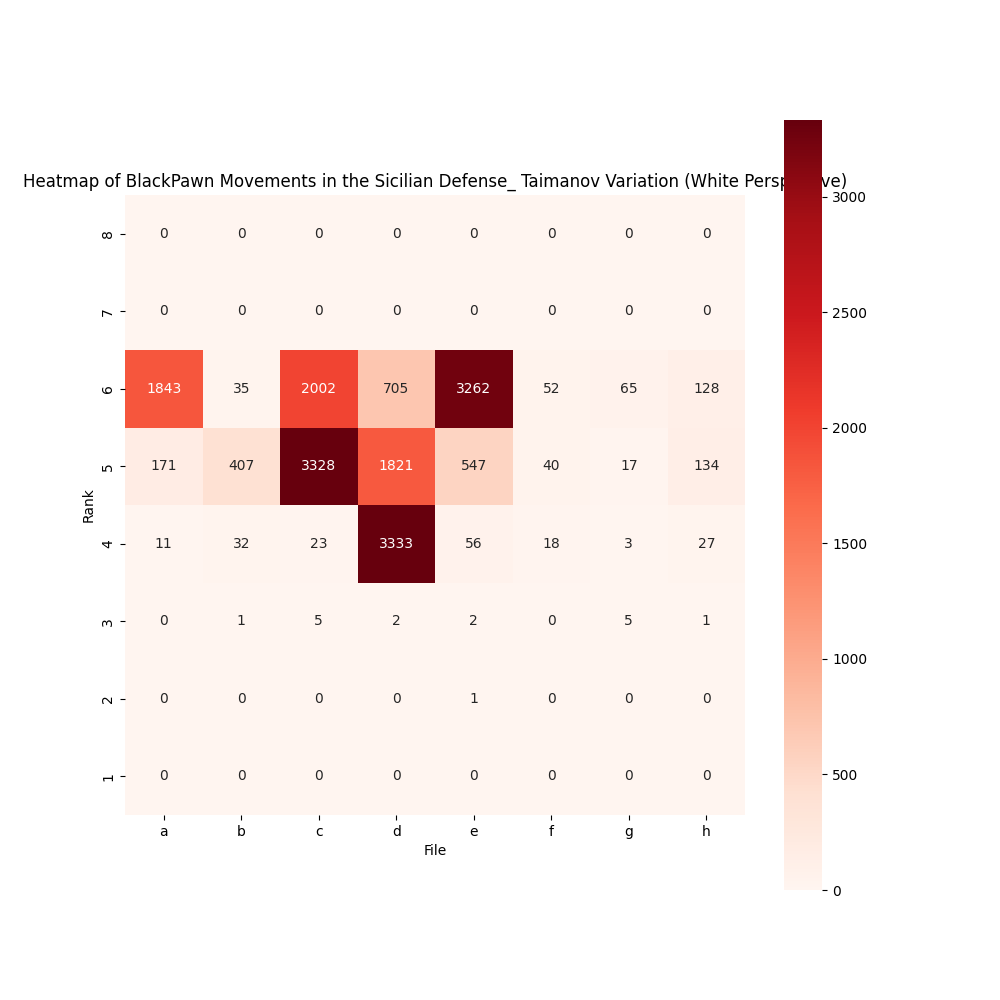 Heatmap of BlackPawn Movements in the Sicilian Defense_ Taimanov Variation (White Perspective)
3000
8 0 0 0 0 0 0 0 0
7 0 0 0 0 0 0 0 0
2500
6 1843 35 2002 705 3262 52 65 128
2000
5 171 407 3328 1821 547 40 17 134
Rank
1500
4 11 32 23 3333 56 18 3 27
1000
3 0 1 5 2 2 0 5 1
2 0 0 0 0 1 0 0 0
500
1 0 0 0 0 0 0 0 0
a b c d e f g h
File
0